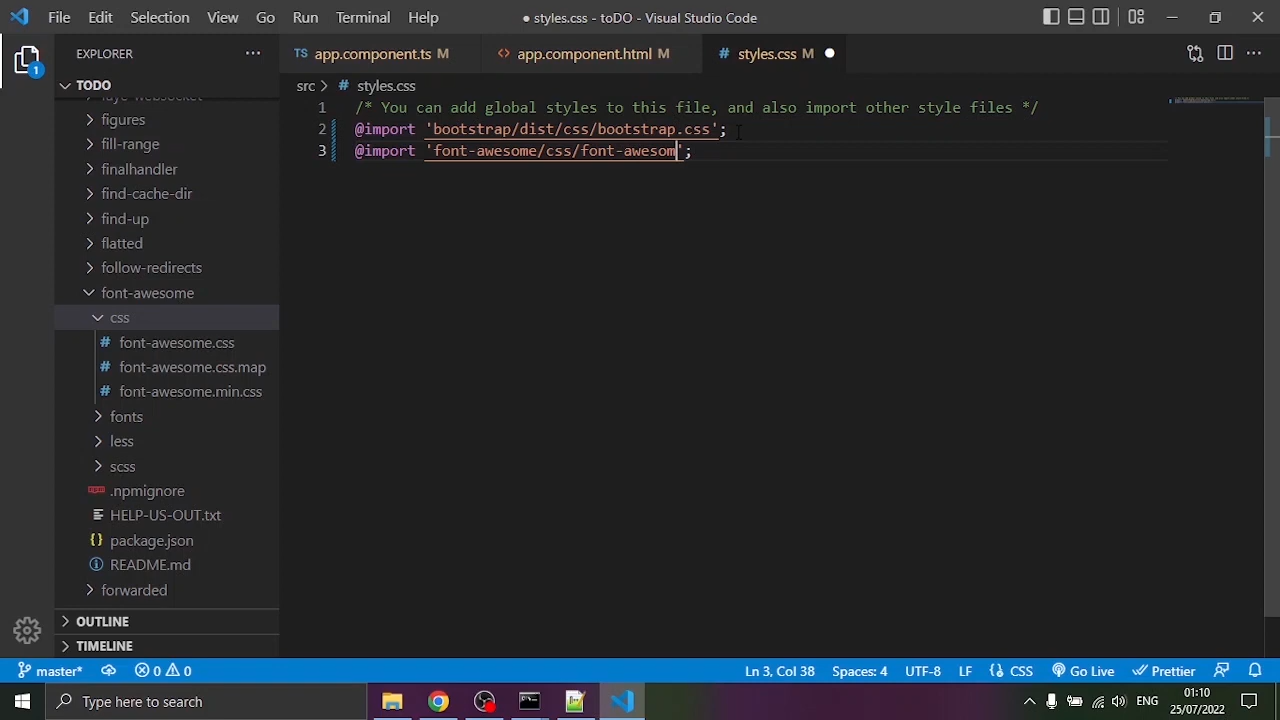 File Edit Selection View Go Run Terminal Help
● styles.css - toDO - Visual Studio Code
EXPLORER
TS app.component.ts M
<> app.component.html M
# styles.css M
TODO
src > # styles.css
figures
fill-range
finalhandler
find-cache-dir
find-up
flatted
follow-redirects
font-awesome
css
# font-awesome.css
# font-awesome.css.map
# font-awesome.min.css
fonts
less
scss
.npmignore
HELP-US-OUT.txt
{} package.json
README.md
forwarded
OUTLINE
TIMELINE
1 /* You can add global styles to this file, and also import other style files */
2 @import 'bootstrap/dist/css/bootstrap.css';
3 @import 'font-awesome/css/font-awesom';
1
master* 0 0 Ln 3, Col 38 Spaces: 4 UTF-8 LF {} CSS Go Live Prettier
Type here to search
ENG
01:10
25/07/2022